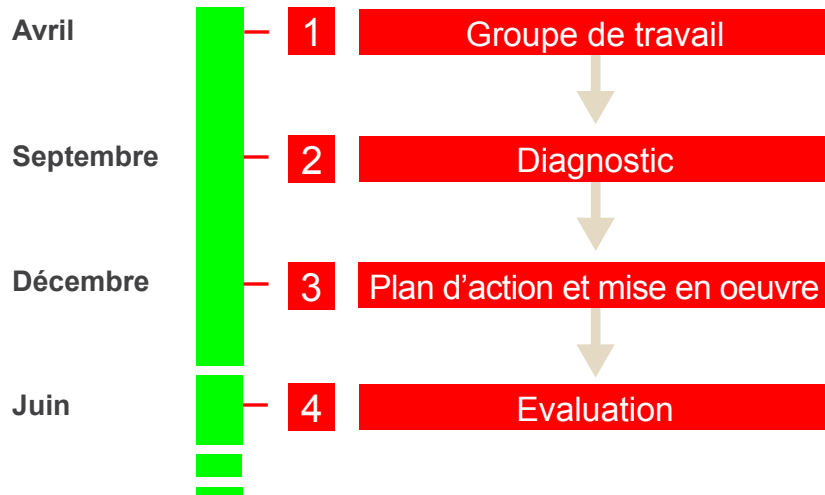 Avril 1 Groupe de travail
Septembre 2 Diagnostic
Décembre 3 Plan d’action et mise en oeuvre
Juin 4 Evaluation